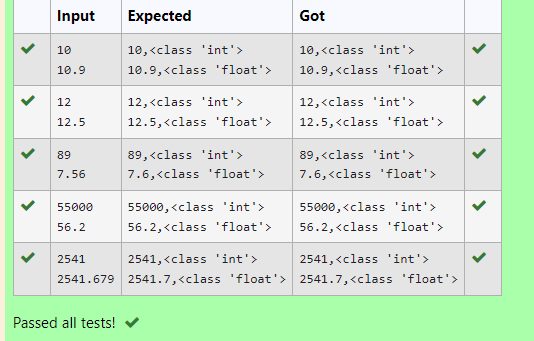 Input Expected Got
10 10,<class 'int'> 10,<class 'int'>
10.9 10.9,<class 'float'> 10.9,<class 'float'>
12 12,<class 'int'> 12,<class 'int'>
12.5 12.5,<class 'float'> 12.5,<class 'float'>
89 89,<class 'int'> 89,<class 'int'>
7.56 7.6,<class 'float'> 7.6,<class 'float'>
55000 55000,<class 'int'> 55000,<class 'int'>
56.2 56.2,<class 'float'> 56.2,<class 'float'>
2541 2541,<class 'int'> 2541,<class 'int'>
2541.679 2541.7,<class 'float'> 2541.7,<class 'float'>
Passed all tests!